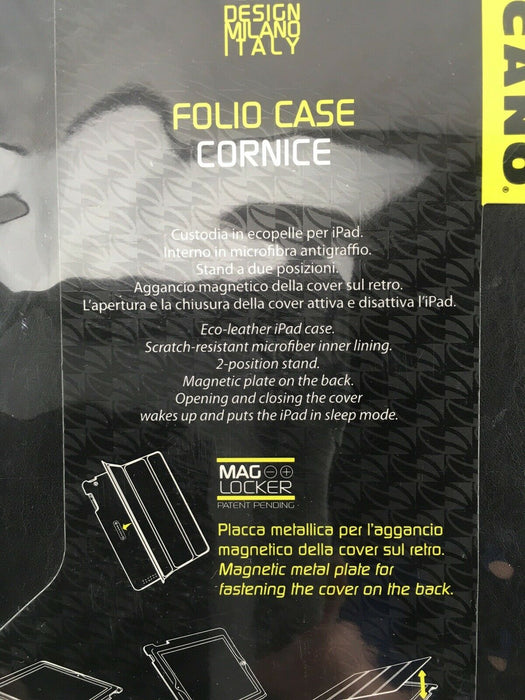 DESIGN
MILANO
ITALY
CANO®
FOLIO CASE
CORNICE
Custodia in ecopelle per iPad.
Interno in microfibra antigraffio.
Stand a due posizioni.
Aggancio magnetico della cover sul retro.
L'apertura e la chiusura della cover attiva e disattiva l'iPad.
Eco-leather iPad case.
Scratch-resistant microfiber inner lining.
2-position stand.
Magnetic plate on the back.
Opening and closing the cover
wakes up and puts the iPad in sleep mode.
MAG
LOCKER
PATENT PENDING
Placca metallica per l'aggancio
magnetico della cover sul retro.
Magnetic metal plate for
fastening the cover on the back.